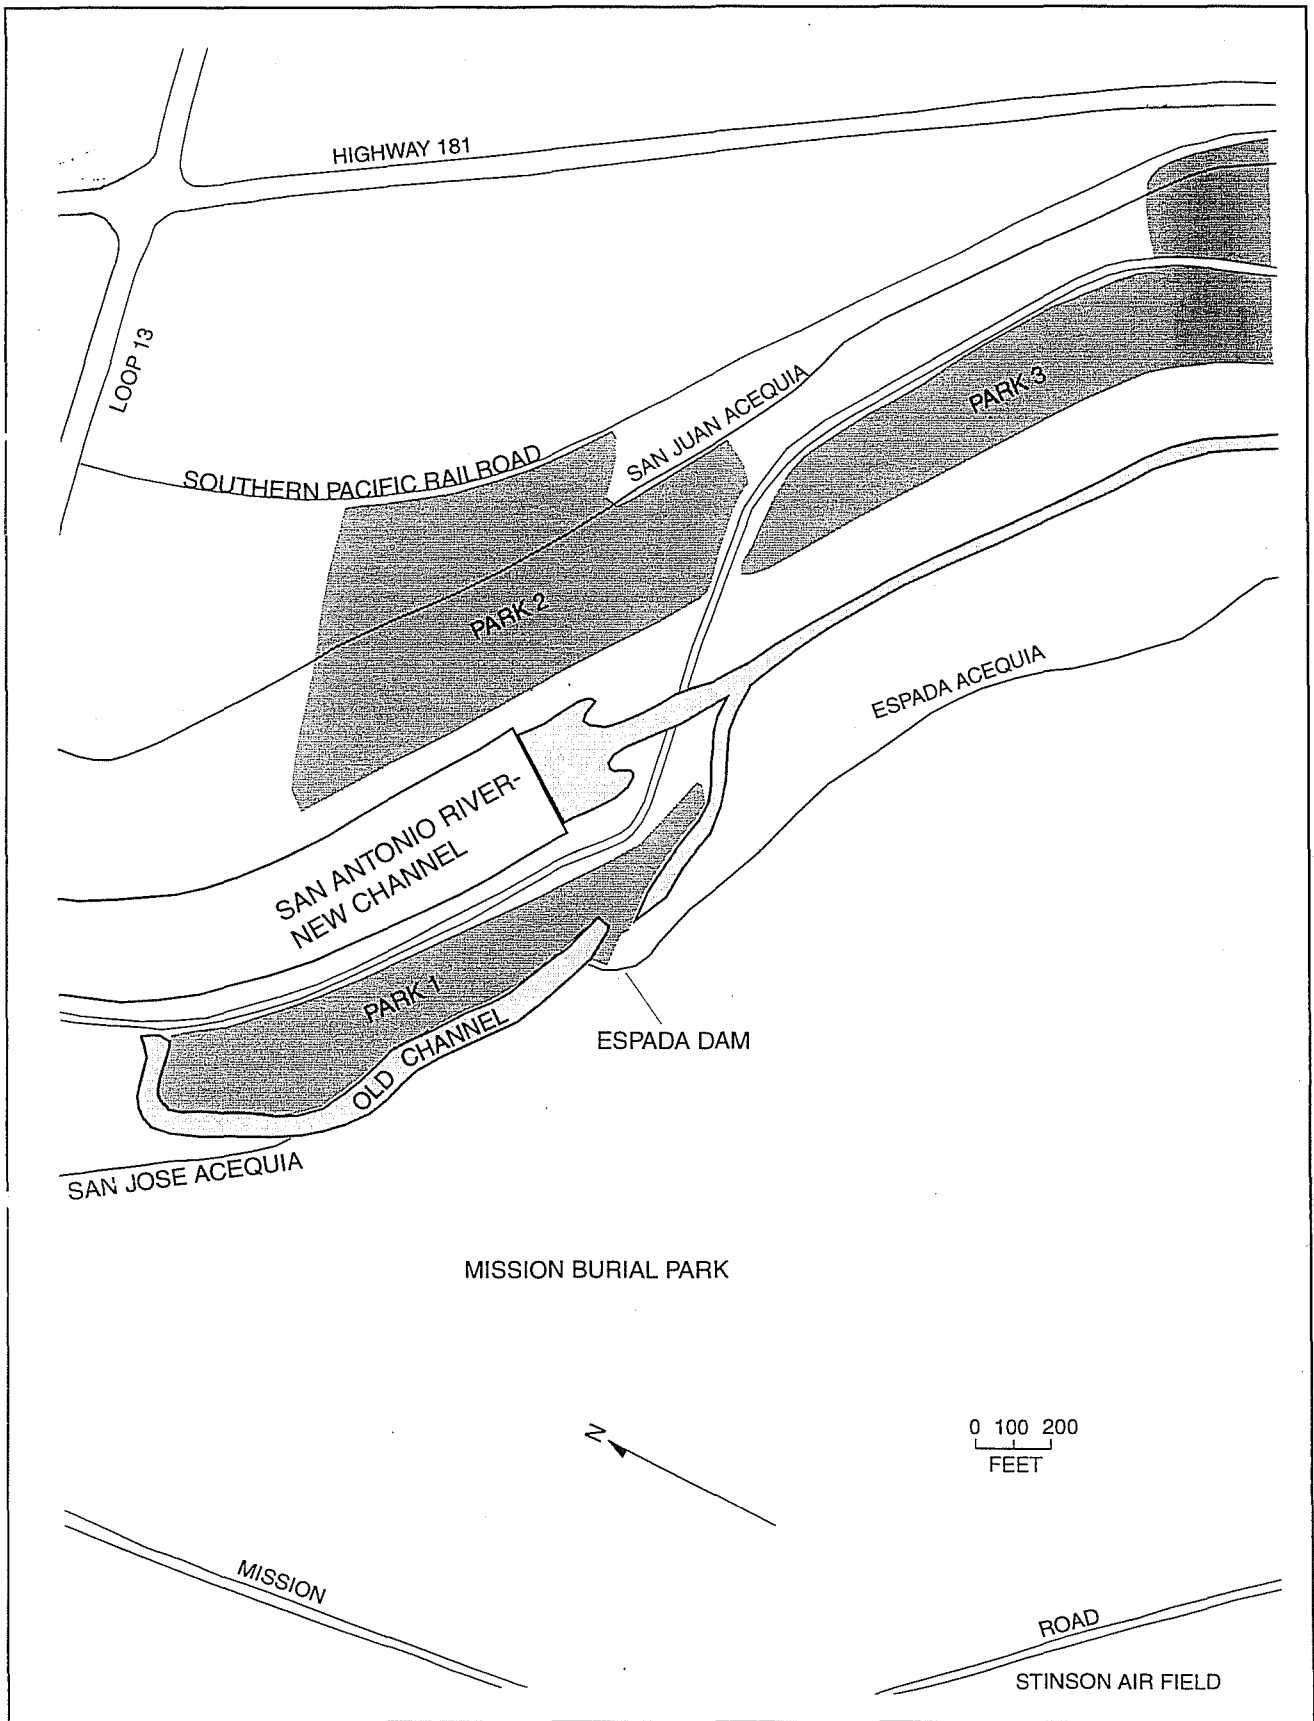 HIGHWAY 181
LOOP 13
SOUTHERN PACIFIC RAILROAD
SAN JUAN ACEQUIA
PARK 3
PARK 2
ESPADA ACEQUIA
SAN ANTONIO RIVER-
NEW CHANNEL
PARK 1
OLD CHANNEL
ESPADA DAM
SAN JOSE ACEQUIA
MISSION BURIAL PARK
N
0 100 200
FEET
MISSION
ROAD
STINSON AIR FIELD